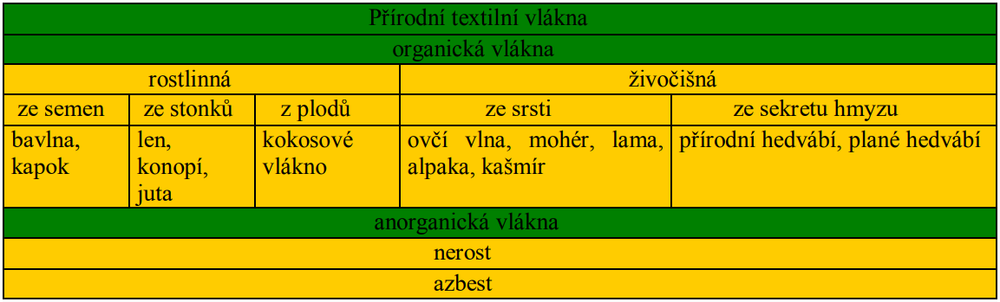 Přírodní textilní vlákna
organická vlákna
rostlinná
živočišná
ze semen
ze stonků
z plodů
ze srsti
ze sekretu hmyzu
bavlna,
kapok
len,
konopí,
juta
kokosové
vlákno
ovčí vlna, mohér, lama,
alpaka, kašmír
přírodní hedvábí, plané hedvábí
anorganická vlákna
nerost
azbest